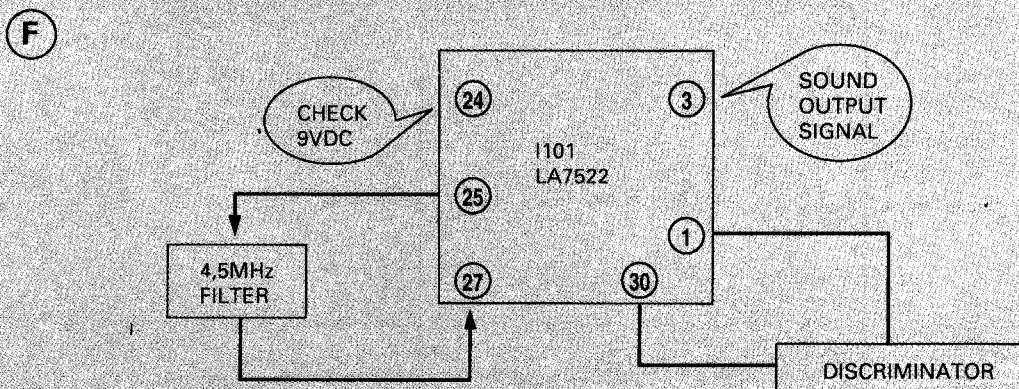 F
CHECK
9VDC
24
3
SOUND
OUTPUT
SIGNAL
I101
LA7522
25
1
4,5MHz
FILTER
27
30
DISCRIMINATOR